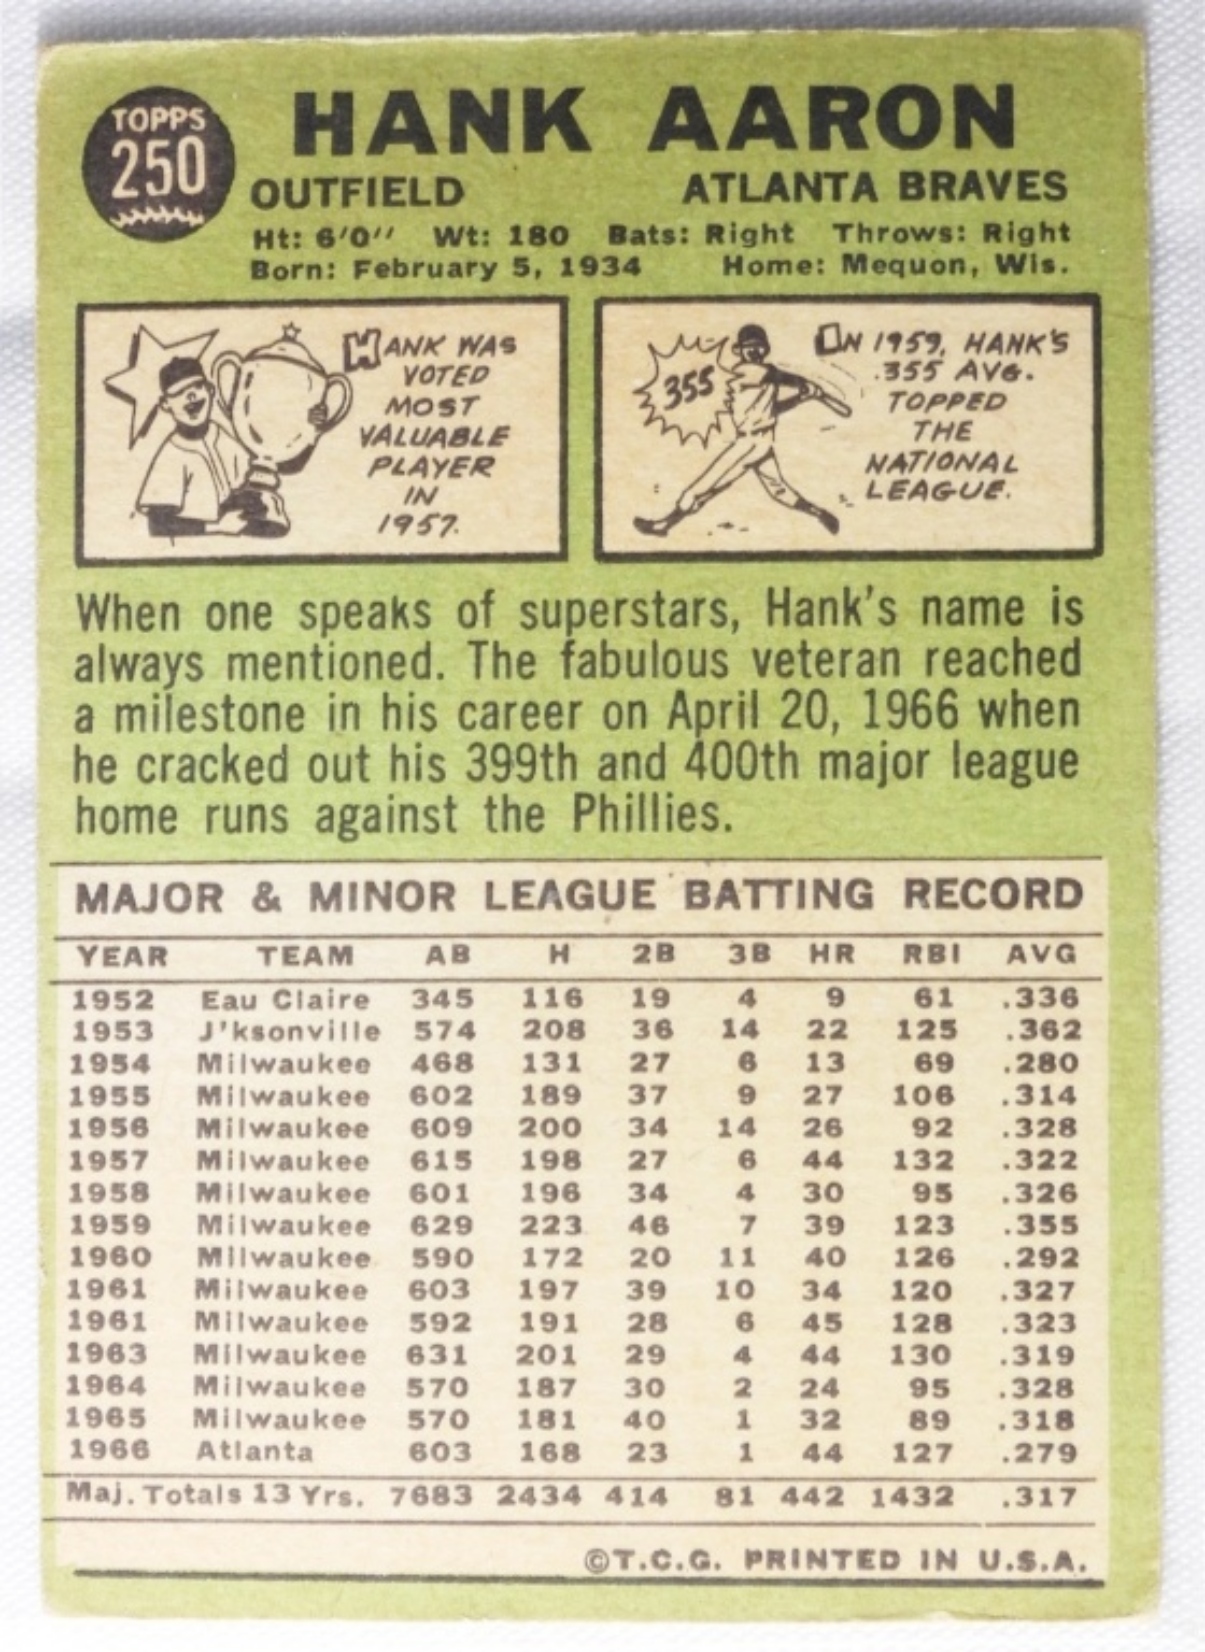 TOPPS
250
HANK AARON
OUTFIELD ATLANTA BRAVES
Ht: 6'0" Wt: 180 Bats: Right Throws: Right
Born: February 5, 1934 Home: Mequon, Wis.
HANK WAS
VOTED
MOST
VALUABLE
PLAYER
IN
1957.
355
IN 1959, HANK'S
.355 AVG.
TOPPED
THE
NATIONAL
LEAGUE.
When one speaks of superstars, Hank's name is
always mentioned. The fabulous veteran reached
a milestone in his career on April 20, 1966 when
he cracked out his 399th and 400th major league
home runs against the Phillies.
MAJOR & MINOR LEAGUE BATTING RECORD
YEAR TEAM AB H 2B 3B HR RBI AVG
1952 Eau Claire 345 116 19 4 9 61 .336
1953 J'ksonville 574 208 36 14 22 125 .362
1954 Milwaukee 468 131 27 6 13 69 .280
1955 Milwaukee 602 189 37 9 27 106 .314
1956 Milwaukee 609 200 34 14 26 92 .328
1957 Milwaukee 615 198 27 6 44 132 .322
1958 Milwaukee 601 196 34 4 30 95 .326
1959 Milwaukee 629 223 46 7 39 123 .355
1960 Milwaukee 590 172 20 11 40 126 .292
1961 Milwaukee 603 197 39 10 34 120 .327
1961 Milwaukee 592 191 28 6 45 128 .323
1963 Milwaukee 631 201 29 4 44 130 .319
1964 Milwaukee 570 187 30 2 24 95 .328
1965 Milwaukee 570 181 40 1 32 89 .318
1966 Atlanta 603 168 23 1 44 127 .279
Maj. Totals 13 Yrs. 7683 2434 414 81 442 1432 .317
©T.C.G. PRINTED IN U.S.A.